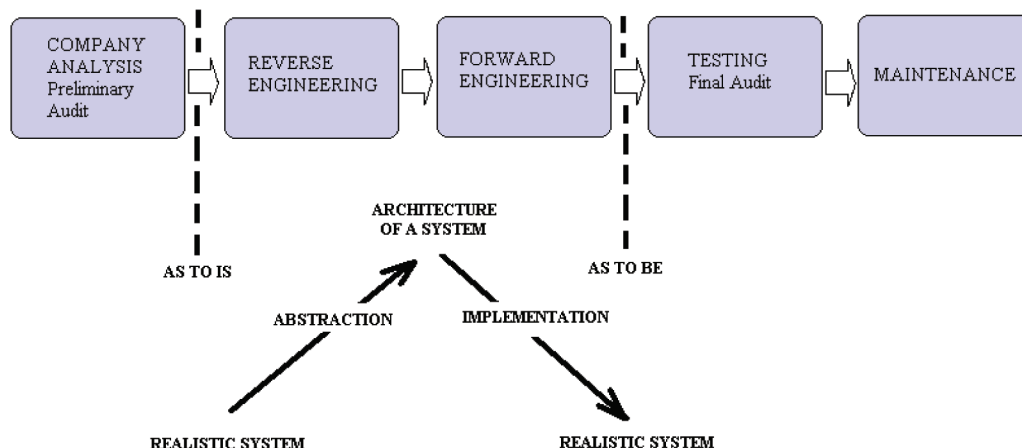 COMPANY
ANALYSIS
Preliminary
Audit
REVERSE
ENGINEERING
FORWARD
ENGINEERING
TESTING
Final Audit
MAINTENANCE
ARCHITECTURE
OF A SYSTEM
AS TO IS
AS TO BE
ABSTRACTION
IMPLEMENTATION
REALISTIC SYSTEM
REALISTIC SYSTEM